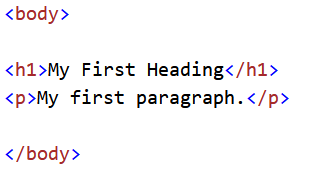 <body>
<h1>My First Heading</h1>
<p>My first paragraph.</p>
</body>